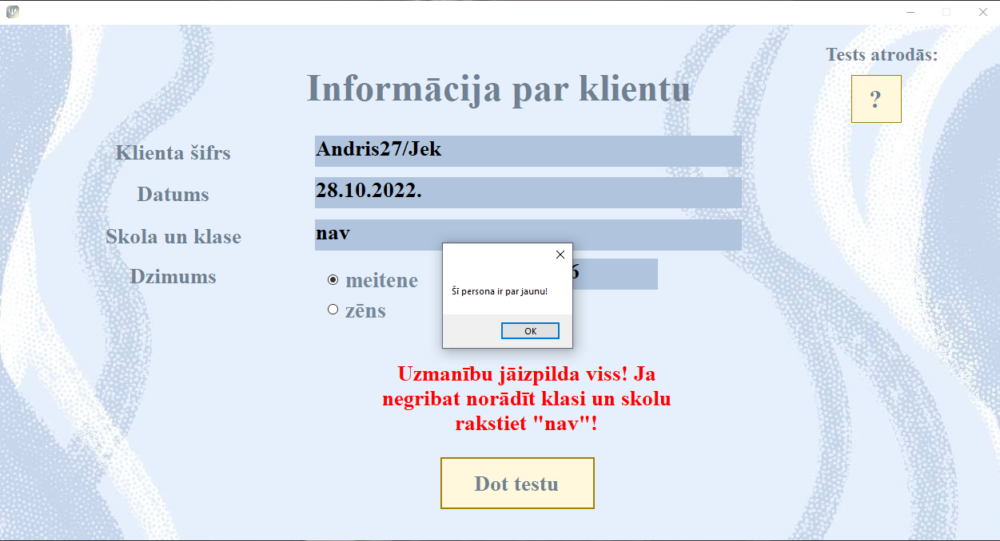 Tests atrodās:
?
Informācija par klientu
Klienta šifrs
Andris27/Jek
Datums
28.10.2022.
Skola un klase
nav
Dzimums
meitene
6
zēns
Šī persona ir par jaunu!
OK
Uzmanību jāizpilda viss! Ja
negribat norādīt klasi un skolu
rakstiet "nav"!
Dot testu